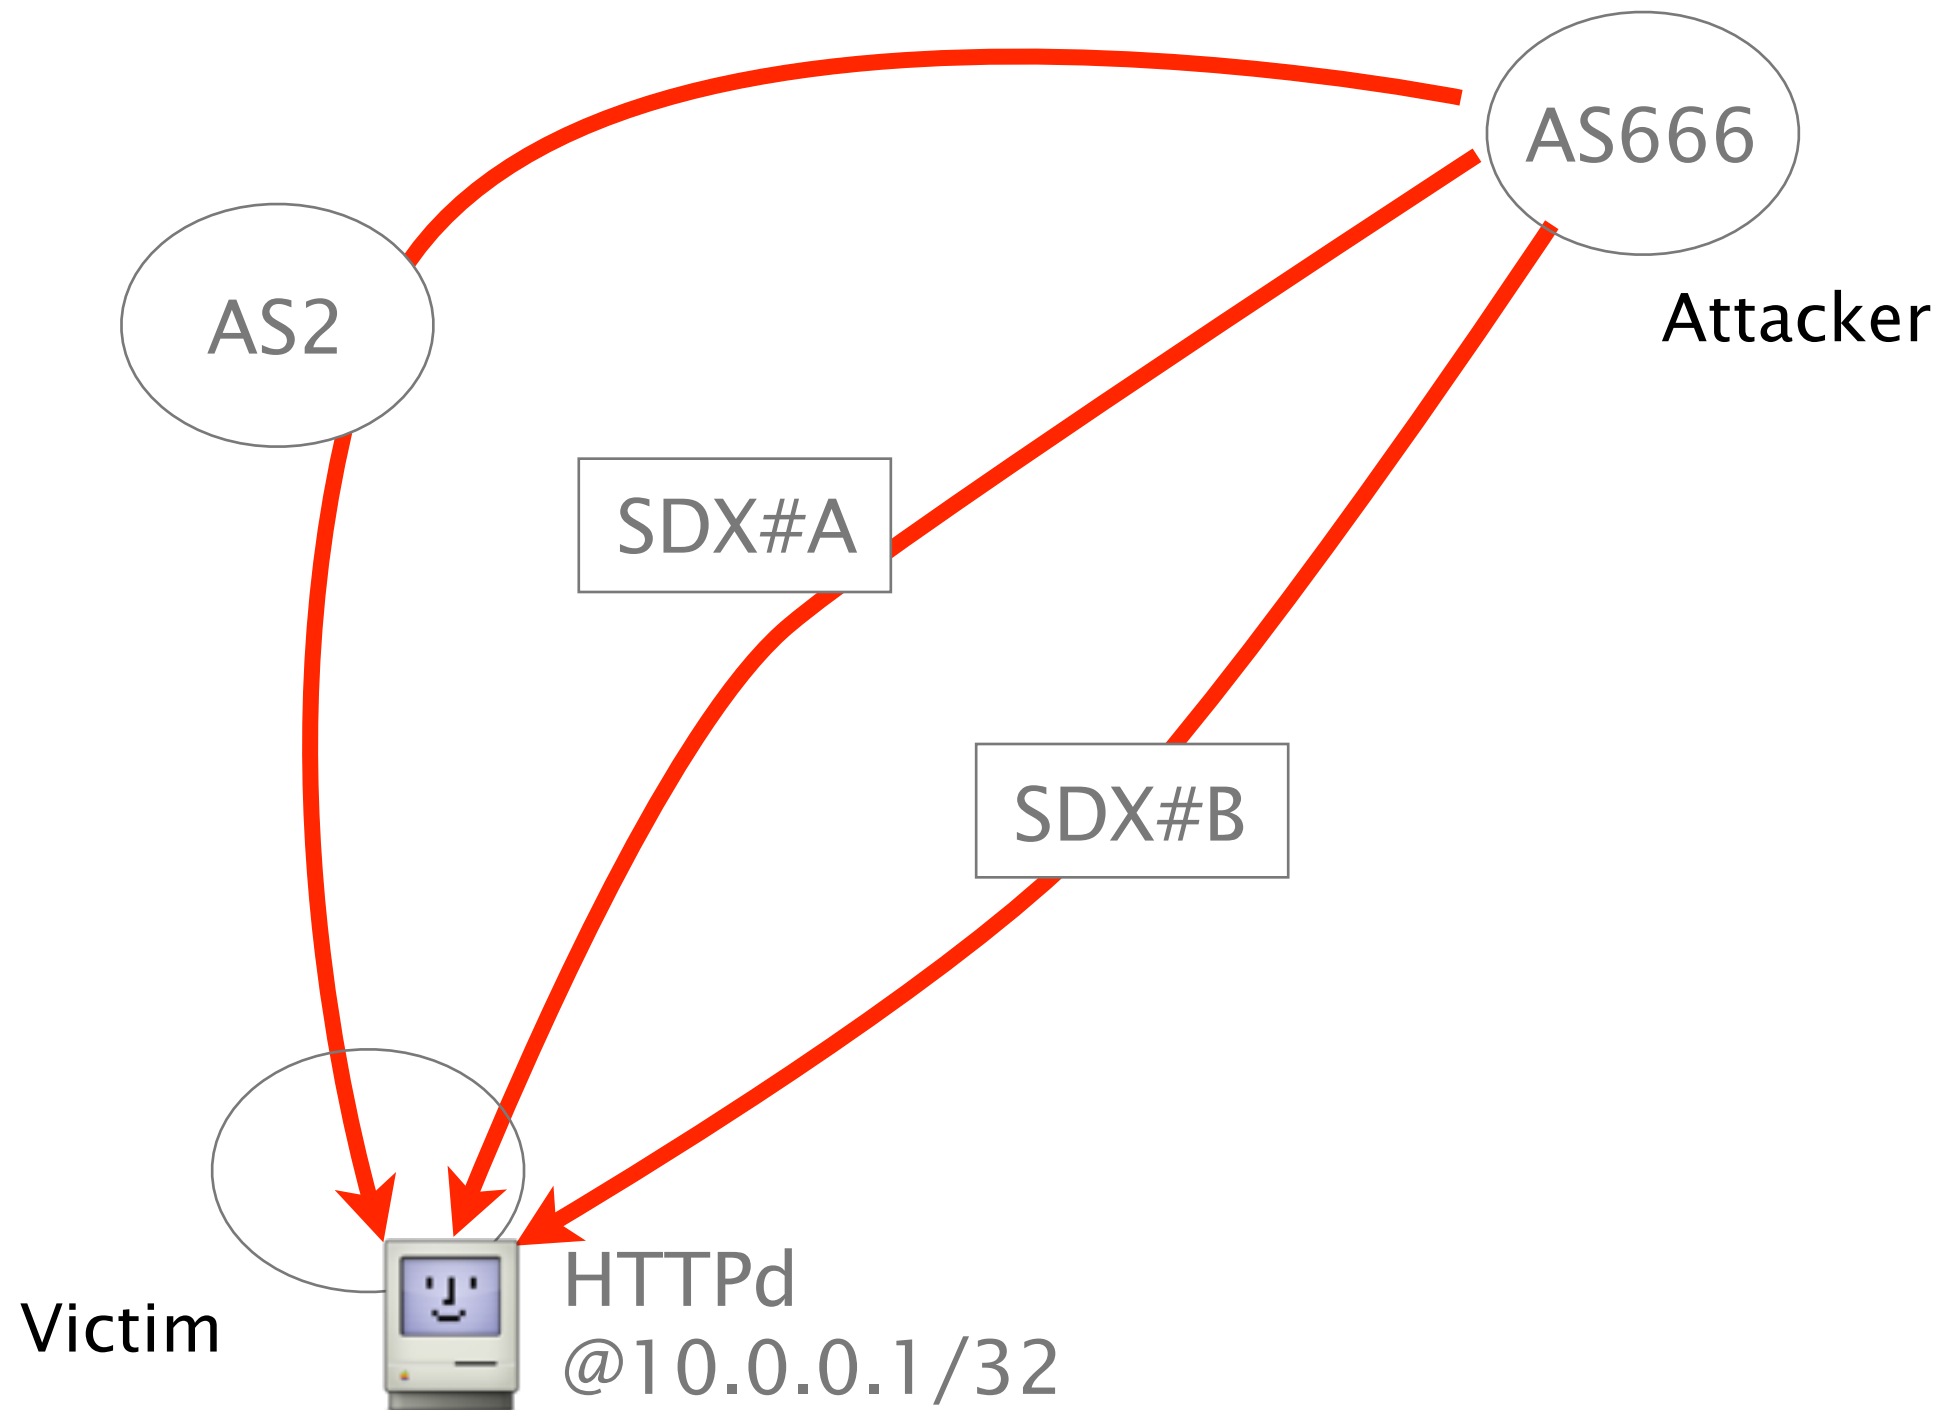 AS666
AS2
Attacker
SDX#A
SDX#B
HTTPd
Victim
@10.0.0.1/32